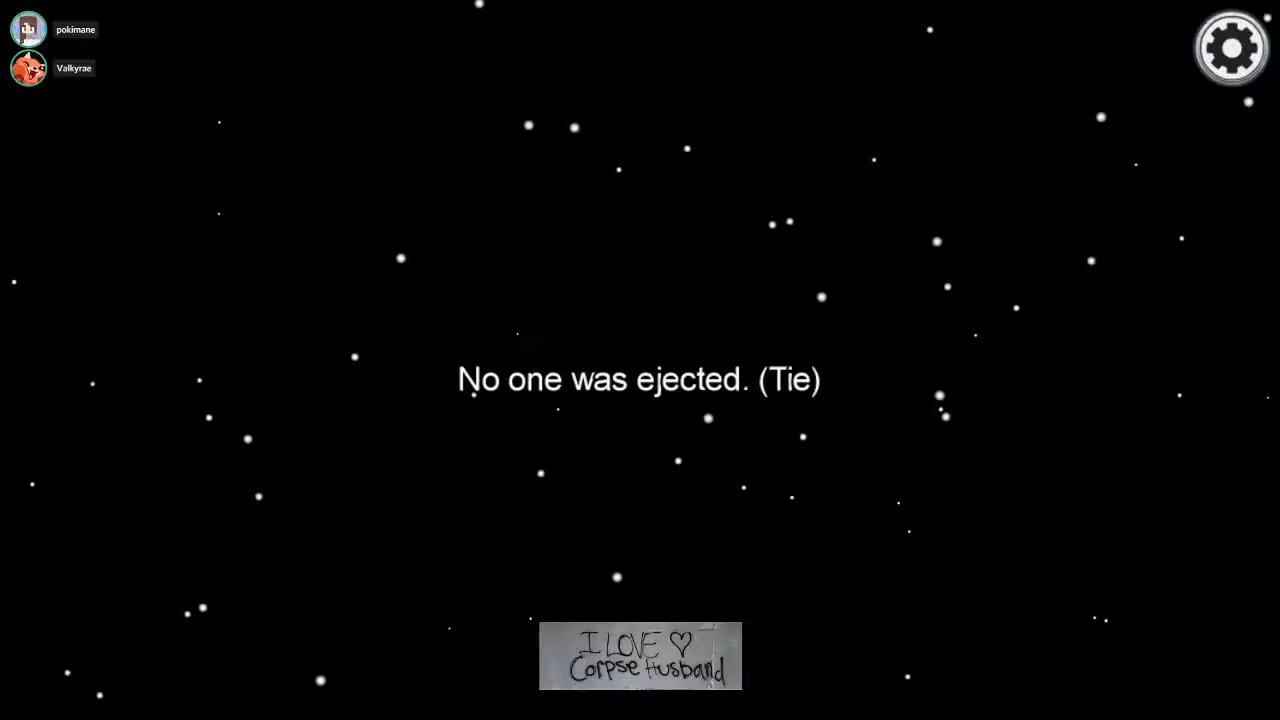 pokimane
Valkyrae
No one was ejected. (Tie)
I LOVE ♡
Corpse Husband